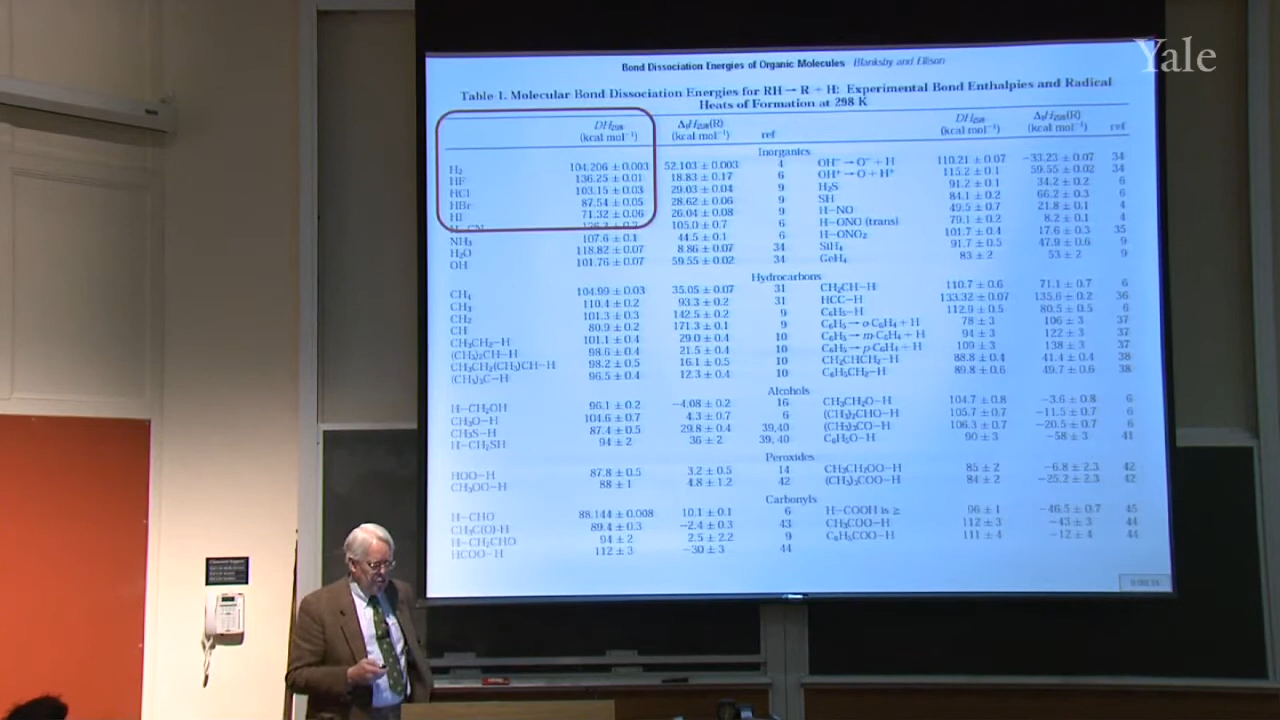 Yale
Bond Dissociation Energies of Organic Molecules Blanksby and Ellison
Table 1. Molecular Bond Dissociation Energies for RH → R + H: Experimental Bond Enthalpies and Radical
Heats of Formation at 298 K
DH₂₉₈ (kcal mol⁻¹) ΔfH₂₉₈(R) (kcal mol⁻¹) ref DH₂₉₈ (kcal mol⁻¹) ΔfH₂₉₈(R) (kcal mol⁻¹) ref
Inorganics
H₂ 104.206 ± 0.003 52.103 ± 0.003 4 OH⁻ → O⁻ + H 110.21 ± 0.07 −33.23 ± 0.07 34
HF 136.25 ± 0.01 18.83 ± 0.17 6 OH⁺ → O + H⁺ 115.2 ± 0.1 59.55 ± 0.02 34
HCl 103.15 ± 0.03 29.03 ± 0.04 9 H₂S 91.2 ± 0.1 34.2 ± 0.2 6
HBr 87.54 ± 0.05 28.62 ± 0.06 9 SH 84.1 ± 0.2 66.2 ± 0.3 6
HI 71.32 ± 0.06 26.04 ± 0.08 9 H−NO 49.5 ± 0.7 21.8 ± 0.1 4
H−CN 105.0 ± 0.7 6 H−ONO (trans) 79.1 ± 0.2 8.2 ± 0.1 4
NH₃ 107.6 ± 0.1 44.5 ± 0.1 6 H−ONO₂ 101.7 ± 0.4 17.6 ± 0.3 35
H₂O 118.82 ± 0.07 8.86 ± 0.07 34 SiH₄ 91.7 ± 0.5 47.9 ± 0.6 9
OH 101.76 ± 0.07 59.55 ± 0.02 34 GeH₄ 83 ± 2 53 ± 2 9
Hydrocarbons
CH₄ 104.99 ± 0.03 35.05 ± 0.07 31 CH₂CH−H 110.7 ± 0.6 71.1 ± 0.7 6
CH₃ 110.4 ± 0.2 93.3 ± 0.2 31 HCC−H 133.32 ± 0.07 135.6 ± 0.2 36
CH₂ 101.3 ± 0.3 142.5 ± 0.2 9 C₆H₅−H 112.9 ± 0.5 80.5 ± 0.5 6
CH 80.9 ± 0.2 171.3 ± 0.1 9 C₆H₅ → o-C₆H₄ + H 78 ± 3 106 ± 3 37
CH₃CH₂−H 101.1 ± 0.4 29.0 ± 0.4 10 C₆H₅ → m-C₆H₄ + H 94 ± 3 122 ± 3 37
(CH₃)₂CH−H 98.6 ± 0.4 21.5 ± 0.4 10 C₆H₅ → p-C₆H₄ + H 109 ± 3 138 ± 3 37
CH₃CH₂(CH₃)CH−H 98.2 ± 0.5 16.1 ± 0.5 10 CH₂CHCH₂−H 88.8 ± 0.4 41.4 ± 0.4 38
(CH₃)₃C−H 96.5 ± 0.4 12.3 ± 0.4 10 C₆H₅CH₂−H 89.8 ± 0.6 49.7 ± 0.6 38
Alcohols
H−CH₂OH 96.1 ± 0.2 −4.08 ± 0.2 16 CH₃CH₂O−H 104.7 ± 0.8 −3.6 ± 0.8 6
CH₃O−H 104.6 ± 0.7 4.3 ± 0.7 6 (CH₃)₂CHO−H 105.7 ± 0.7 −11.5 ± 0.7 6
CH₃S−H 87.4 ± 0.5 29.8 ± 0.4 39,40 (CH₃)₃CO−H 106.3 ± 0.7 −20.5 ± 0.7 6
H−CH₂SH 94 ± 2 36 ± 2 39, 40 C₆H₅O−H 90 ± 3 −58 ± 3 41
Peroxides
HOO−H 87.8 ± 0.5 3.2 ± 0.5 14 CH₃CH₂OO−H 85 ± 2 −6.8 ± 2.3 42
CH₃OO−H 88 ± 1 4.8 ± 1.2 42 (CH₃)₃COO−H 84 ± 2 −25.2 ± 2.3 42
Carbonyls
H−CHO 88.144 ± 0.008 10.1 ± 0.1 6 H−COOH is ≥ 96 ± 1 −46.5 ± 0.7 45
CH₃C(O)-H 89.4 ± 0.3 −2.4 ± 0.3 43 CH₃COO−H 112 ± 3 −43 ± 3 44
H−CH₂CHO 94 ± 2 2.5 ± 2.2 9 C₆H₅COO−H 111 ± 4 −12 ± 4 44
HCOO−H 112 ± 3 −30 ± 3 44